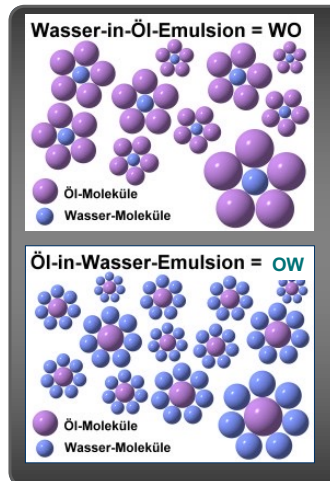 Wasser-in-Öl-Emulsion = WO
Öl-Moleküle
Wasser-Moleküle
Öl-in-Wasser-Emulsion = OW
Öl-Moleküle
Wasser-Moleküle